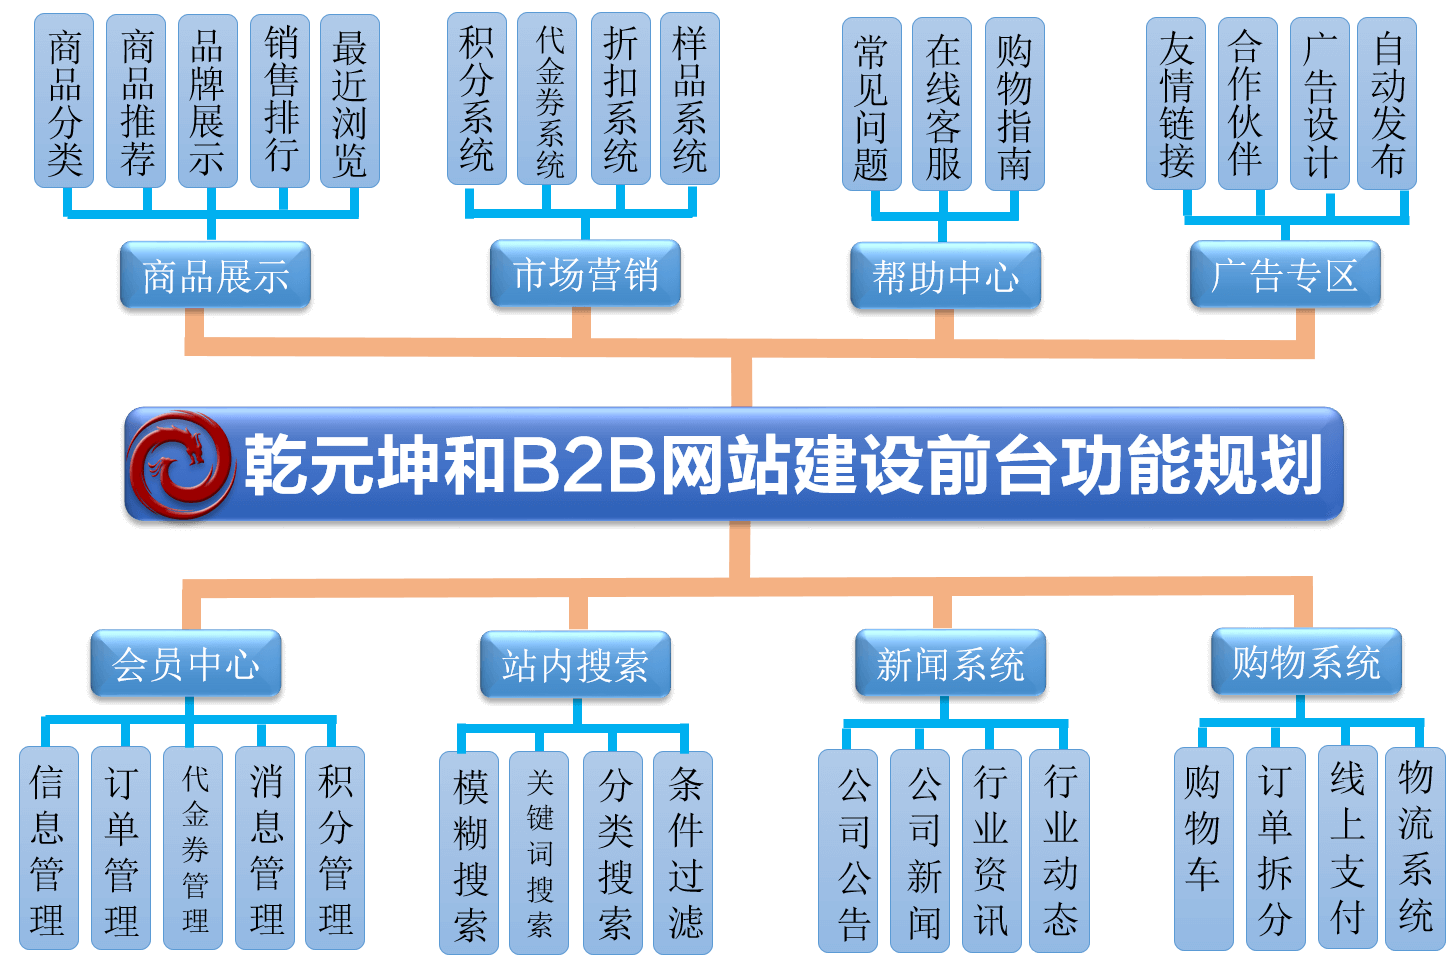 商品分类
商品推荐
品牌展示
销售排行
最近浏览
积分系统
代金券系统
折扣系统
样品系统
常见问题
在线客服
购物指南
友情链接
合作伙伴
广告设计
自动发布
商品展示
市场营销
帮助中心
广告专区
乾元坤和B2B网站建设前台功能规划
会员中心
站内搜索
新闻系统
购物系统
信息管理
订单管理
代金券管理
消息管理
积分管理
模糊搜索
关键词搜索
分类搜索
条件过滤
公司公告
公司新闻
行业资讯
行业动态
购物车
订单拆分
线上支付
物流系统